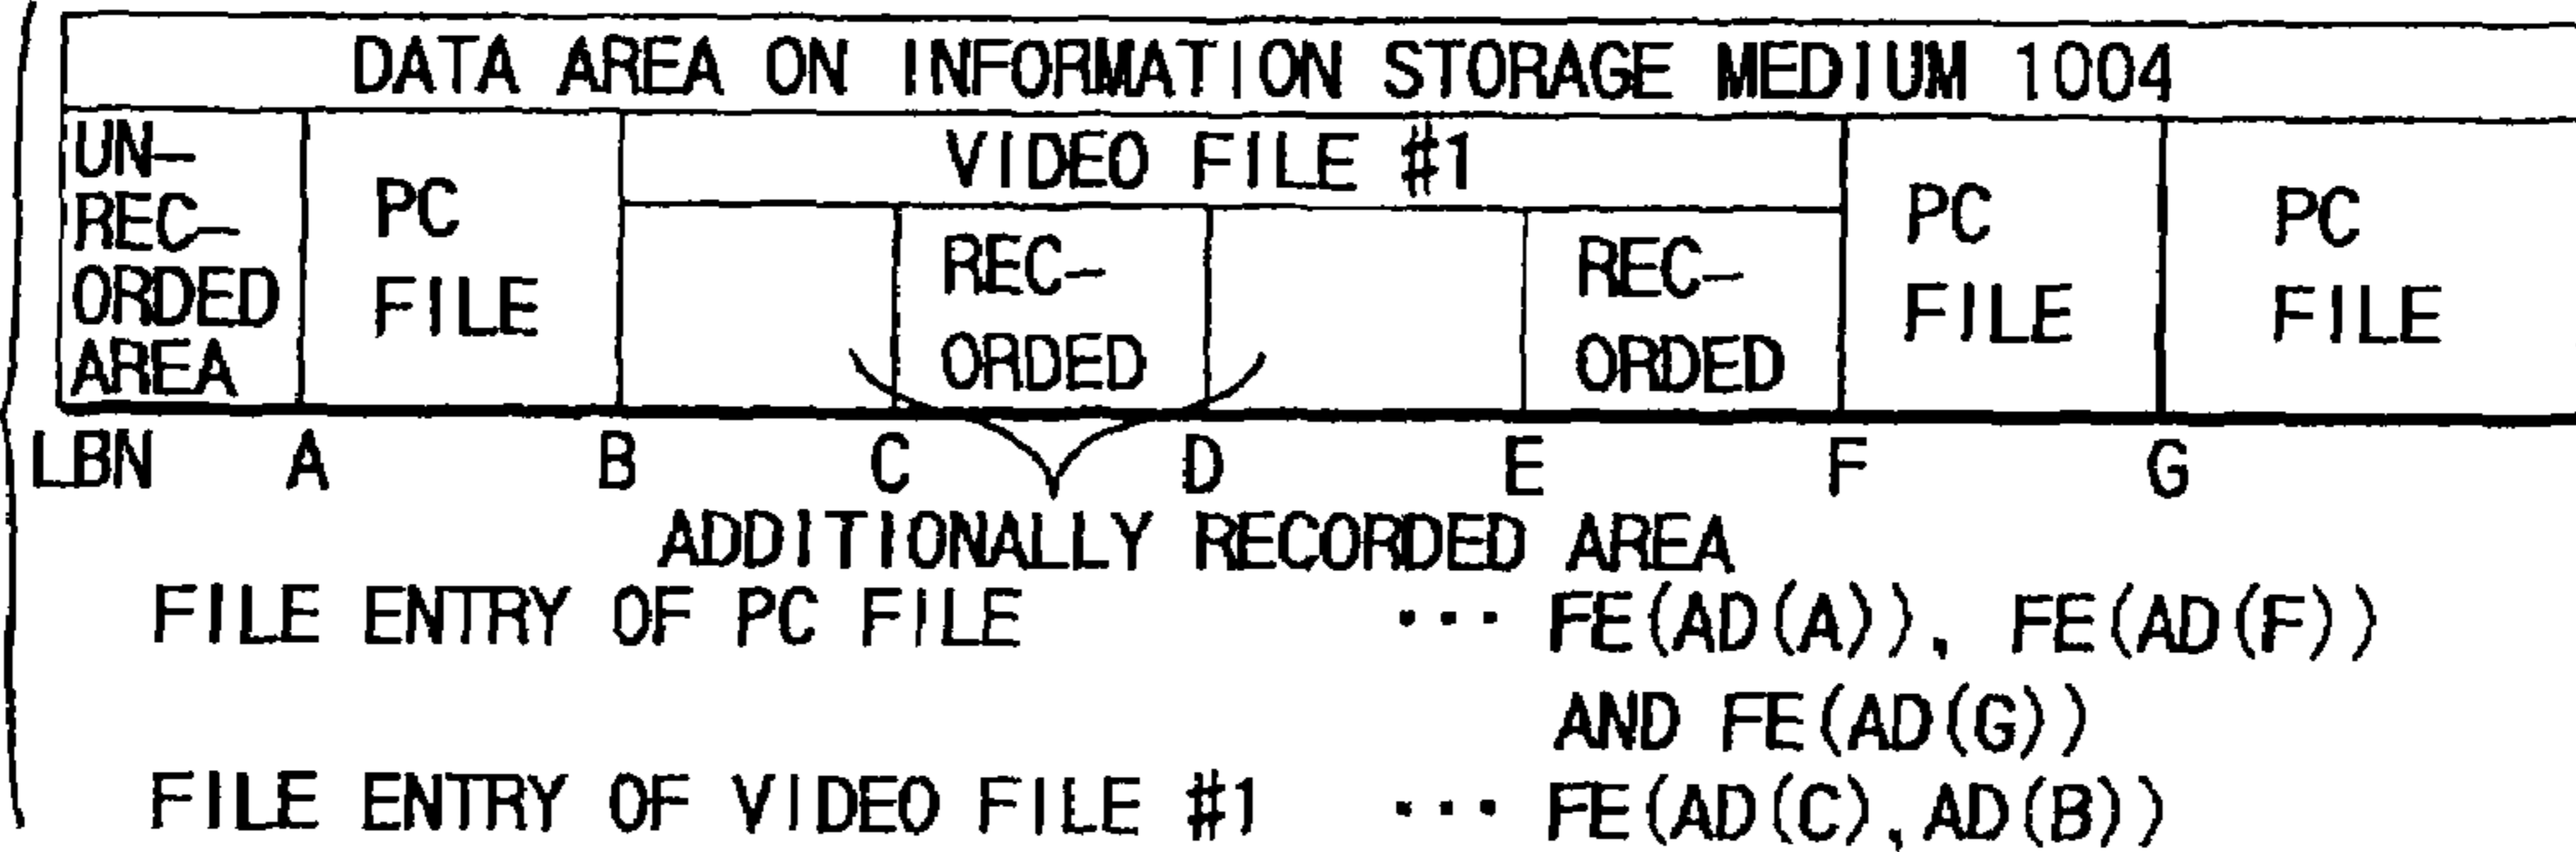 DATA AREA ON INFORMATION STORAGE MEDIUM 1004
UN-
REC-
ORDED
AREA
PC
FILE
VIDEO FILE #1
REC-
ORDED
REC-
ORDED
PC
FILE
PC
FILE
LBN A B C D E F G
ADDITIONALLY RECORDED AREA
FILE ENTRY OF PC FILE ··· FE(AD(A)), FE(AD(F))
AND FE(AD(G))
FILE ENTRY OF VIDEO FILE #1 ··· FE(AD(C), AD(B))